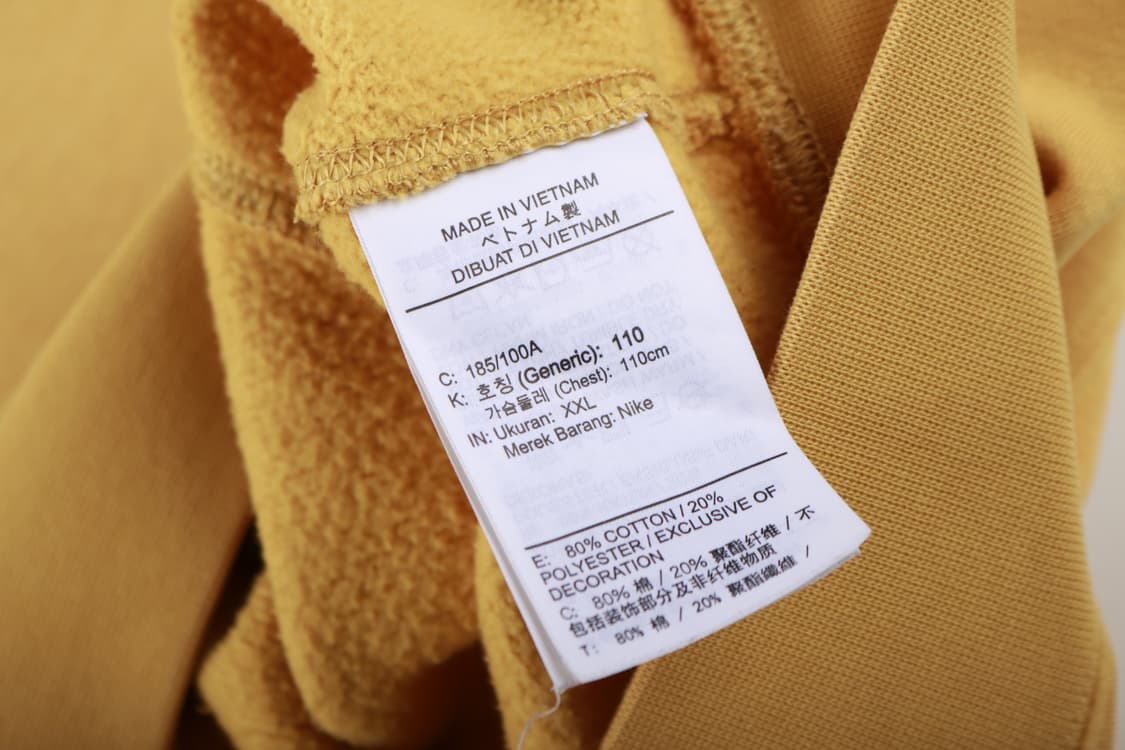 MADE IN VIETNAM
ベトナム製
DIBUAT DI VIETNAM
C: 185/100A
K: 호칭 (Generic): 110
가슴둘레 (Chest): 110cm
IN: Ukuran: XXL
Merek Barang: Nike
E: 80% COTTON / 20%
POLYESTER / EXCLUSIVE OF
DECORATION
C: 80% 棉 / 20% 聚酯纤维 / 不
包括装饰部分及非纤维物质 /
T: 80% 棉 / 20% 聚酯纖維 /